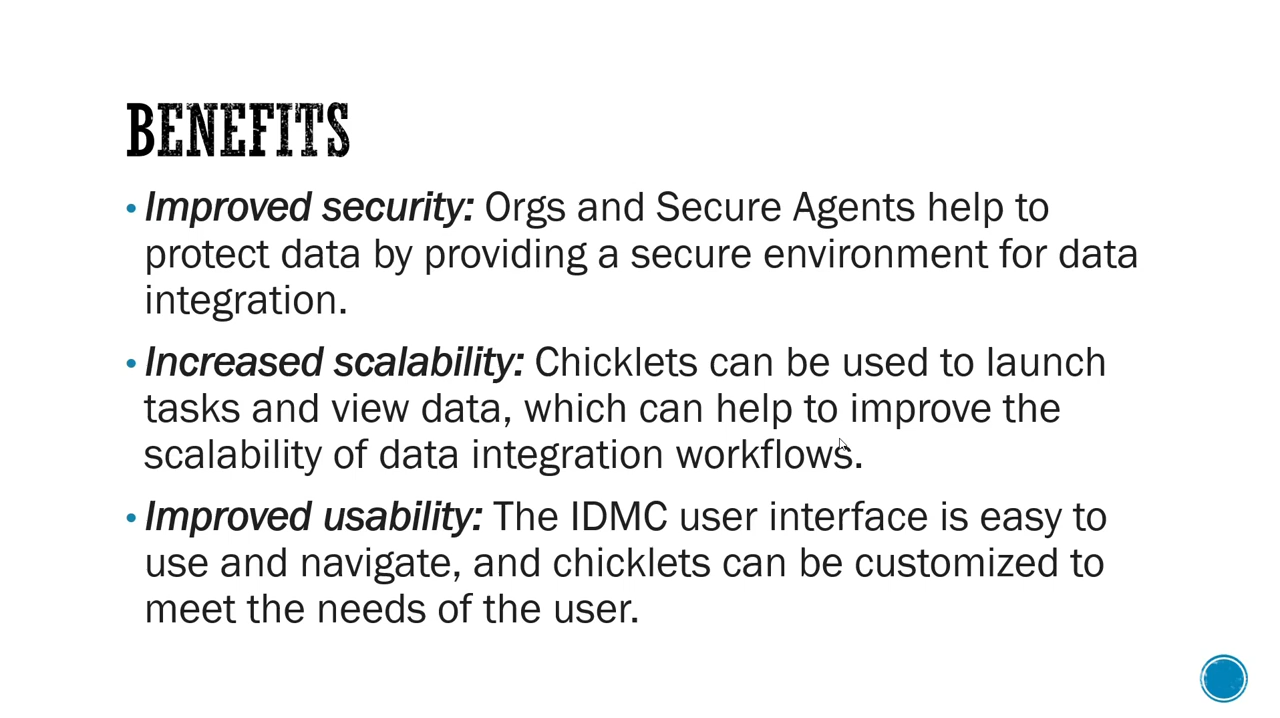 BENEFITS
• Improved security: Orgs and Secure Agents help to
protect data by providing a secure environment for data
integration.
• Increased scalability: Chicklets can be used to launch
tasks and view data, which can help to improve the
scalability of data integration workflows.
• Improved usability: The IDMC user interface is easy to
use and navigate, and chicklets can be customized to
meet the needs of the user.